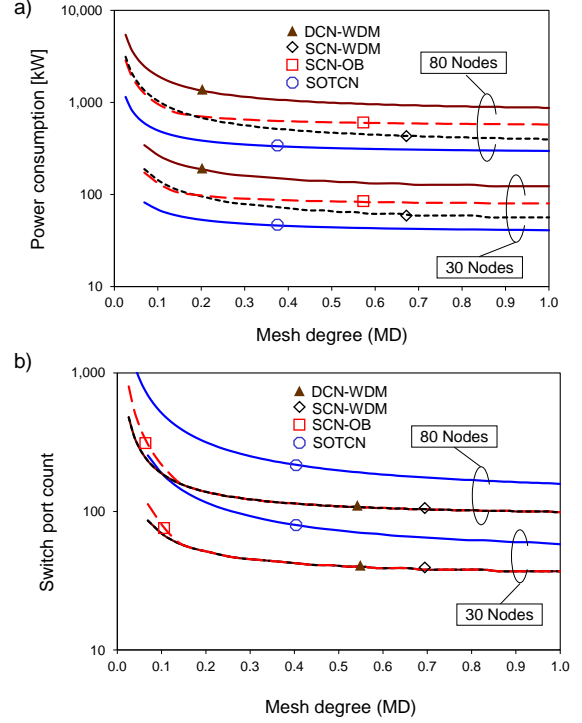 a)
10,000
1,000
100
10
Power consumption [kW]
DCN-WDM
SCN-WDM
SCN-OB
SOTCN
80 Nodes
30 Nodes
0.0 0.1 0.2 0.3 0.4 0.5 0.6 0.7 0.8 0.9 1.0
Mesh degree (MD)
b)
1,000
100
10
Switch port count
DCN-WDM
SCN-WDM
SCN-OB
SOTCN
80 Nodes
30 Nodes
0.0 0.1 0.2 0.3 0.4 0.5 0.6 0.7 0.8 0.9 1.0
Mesh degree (MD)